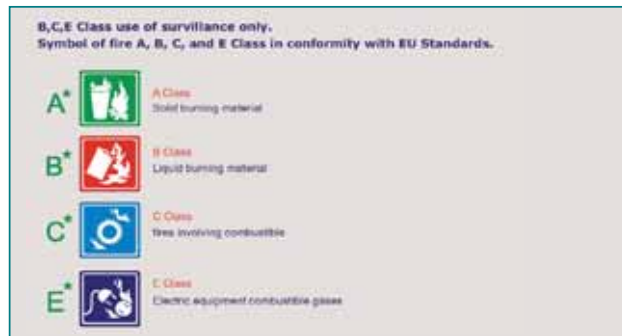 B,C,E Class use of survillance only.
Symbol of fire A, B, C, and E Class in conformity with EU Standards.
A*
A Class
Solid burning material
B*
B Class
Liquid burning material
C*
C Class
fires involving combustible
E*
E Class
Electric equipment combustible gases